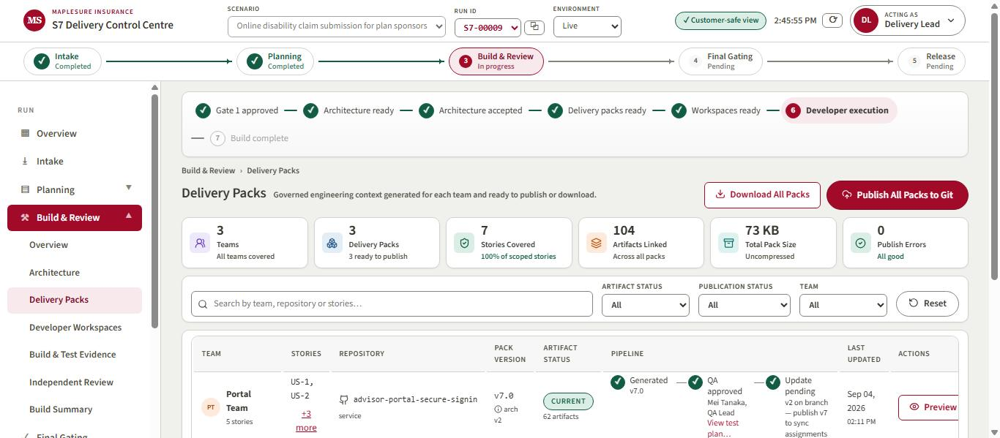 MS
MAPLESURE INSURANCE
S7 Delivery Control Centre
SCENARIO
Online disability claim submission for plan sponsors
RUN ID
S7-00009
ENVIRONMENT
Live
✓ Customer-safe view
2:45:55 PM
DL
ACTING AS
Delivery Lead
Intake
Completed
Planning
Completed
3
Build & Review
In progress
4
Final Gating
Pending
5
Release
Pending
RUN
Overview
Intake
Planning
Build & Review
Overview
Architecture
Delivery Packs
Developer Workspaces
Build & Test Evidence
Independent Review
Build Summary
Final Gating
Gate 1 approved
Architecture ready
Architecture accepted
Delivery packs ready
Workspaces ready
6 Developer execution
7 Build complete
Build & Review › Delivery Packs
Delivery Packs
Governed engineering context generated for each team and ready to publish or download.
Download All Packs
Publish All Packs to Git
3
Teams
All teams covered
3
Delivery Packs
3 ready to publish
7
Stories Covered
100% of scoped stories
104
Artifacts Linked
Across all packs
73 KB
Total Pack Size
Uncompressed
0
Publish Errors
All good
Search by team, repository or stories…
ARTIFACT STATUS
All
PUBLICATION STATUS
All
TEAM
All
Reset
TEAM
STORIES
REPOSITORY
PACK VERSION
ARTIFACT STATUS
PIPELINE
LAST UPDATED
ACTIONS
PT
Portal Team
5 stories
US-1,
US-2
+3
more
advisor-portal-secure-signin
service
v7.0
arch
v2
CURRENT
62 artifacts
Generated
v7.0
QA
approved
Mei Tanaka,
QA Lead
View test
plan…
Update
pending
v2 on branch
— publish v7
to sync
assignments
Sep 04,
2026
02:11 PM
Preview